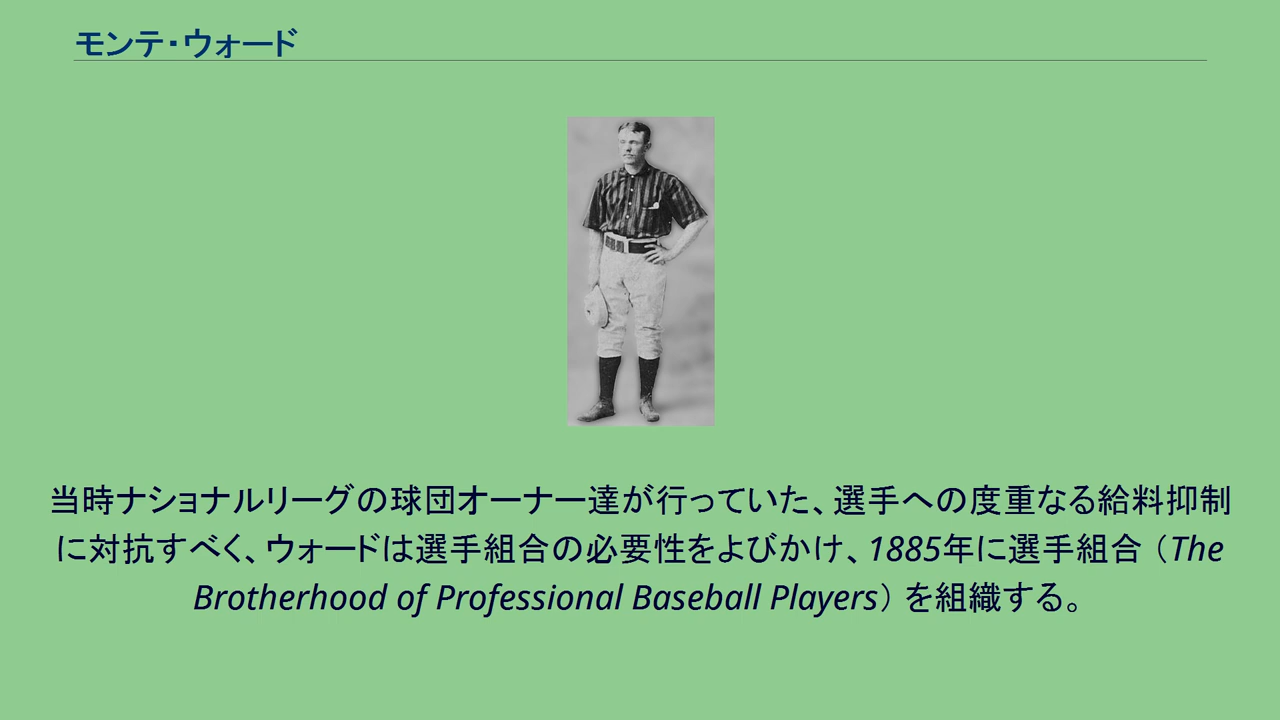 モンテ・ウォード
当時ナショナルリーグの球団オーナー達が行っていた、選手への度重なる給料抑制
に対抗すべく、ウォードは選手組合の必要性をよびかけ、1885年に選手組合（The
Brotherhood of Professional Baseball Players）を組織する。